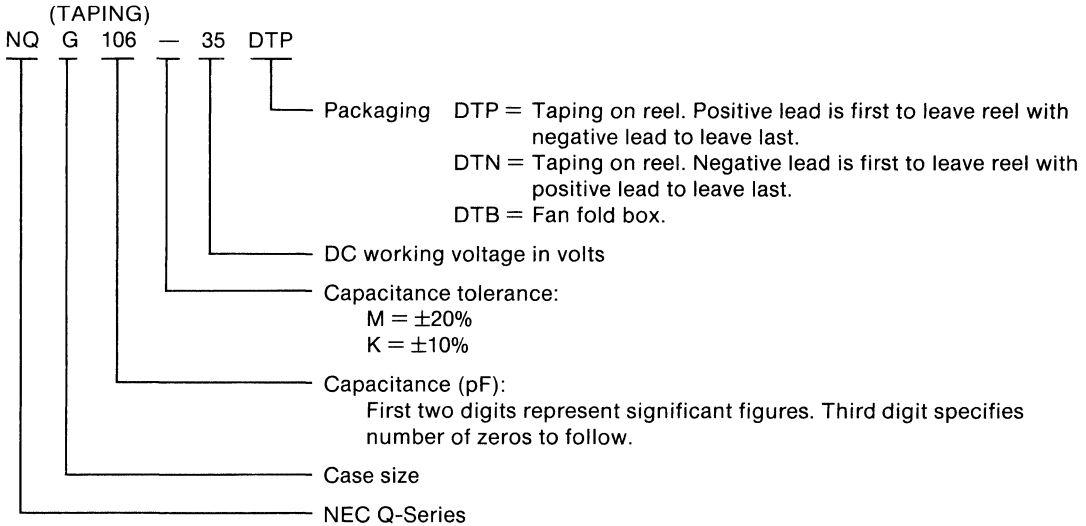 (TAPING)
NQ G 106 — 35 DTP
Packaging DTP = Taping on reel. Positive lead is first to leave reel with
negative lead to leave last.
DTN = Taping on reel. Negative lead is first to leave reel with
positive lead to leave last.
DTB = Fan fold box.
DC working voltage in volts
Capacitance tolerance:
M = ±20%
K = ±10%
Capacitance (pF):
First two digits represent significant figures. Third digit specifies
number of zeros to follow.
Case size
NEC Q-Series